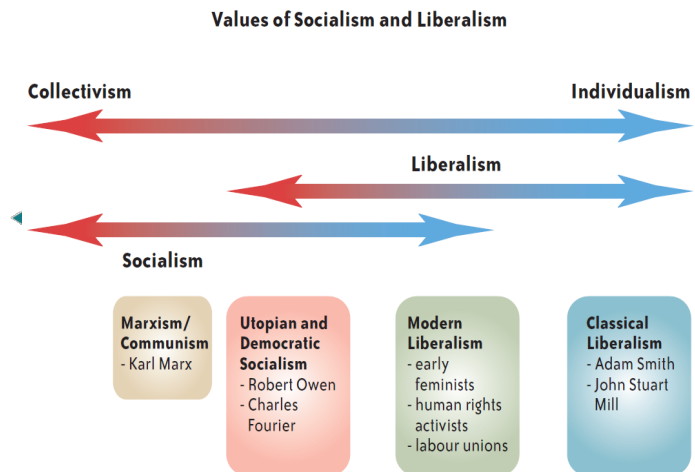 Values of Socialism and Liberalism
Collectivism
Individualism
Liberalism
Socialism
Marxism/
Communism
- Karl Marx
Utopian and
Democratic
Socialism
- Robert Owen
- Charles
Fourier
Modern
Liberalism
- early
feminists
- human rights
activists
- labour unions
Classical
Liberalism
- Adam Smith
- John Stuart
Mill